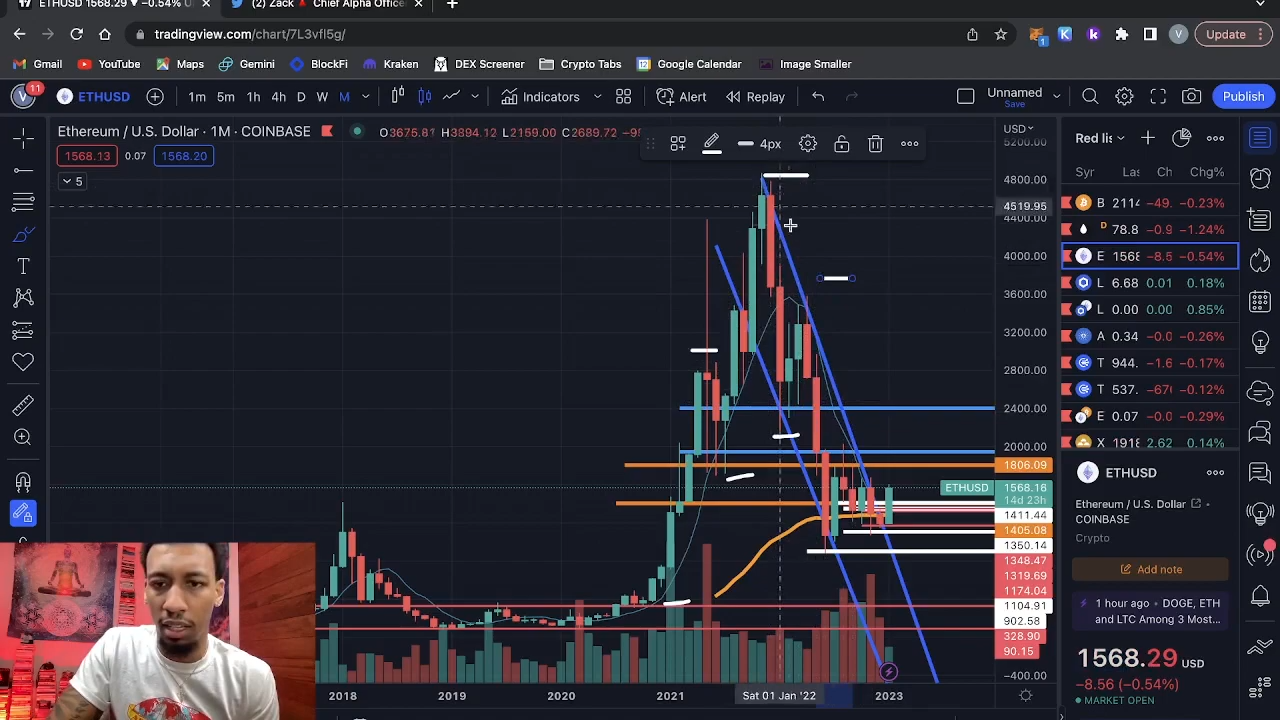 ETHUSD 1568.29 ▼ −0.54% U
(2) Zack Chief Alpha Office
tradingview.com/chart/7L3vfl5g/
1
V
Update
Gmail
YouTube
Maps
Gemini
BlockFi
Kraken
DEX Screener
Crypto Tabs
Google Calendar
Image Smaller
V
11
ETHUSD
1m 5m 1h 4h D W M
Indicators
Alert
Replay
Unnamed
Save
Publish
Ethereum / U.S. Dollar · 1M · COINBASE
O3675.81 H3894.12 L2159.00 C2689.72
4px
1568.13 0.07 1568.20
5
USD
5200.00
4800.00
4519.95
4400.00
4000.00
3600.00
3200.00
2800.00
2400.00
2000.00
1806.09
ETHUSD
1568.16
14d 23h
1411.44
1405.08
1350.14
1348.47
1319.69
1174.04
1104.91
902.58
328.90
90.15
−400.00
2018 2019 2020 2021 Sat 01 Jan '22 2023
Red lis
Syr Las Ch Chg%
B 2114 −49. −0.23%
D 78.8 −0.9 −1.24%
E 1568 −8.5 −0.54%
L 6.68 0.01 0.18%
L 0.00 0.00 0.85%
A 0.34 −0.0 −0.26%
T 944. −1.6 −0.17%
T 537. −670 −0.12%
E 0.07 −0.0 −0.29%
X 1918 2.62 0.14%
ETHUSD
Ethereum / U.S. Dollar
COINBASE
Crypto
Add note
1 hour ago • DOGE, ETH
and LTC Among 3 Most...
1568.29 USD
−8.56 (−0.54%)
MARKET OPEN